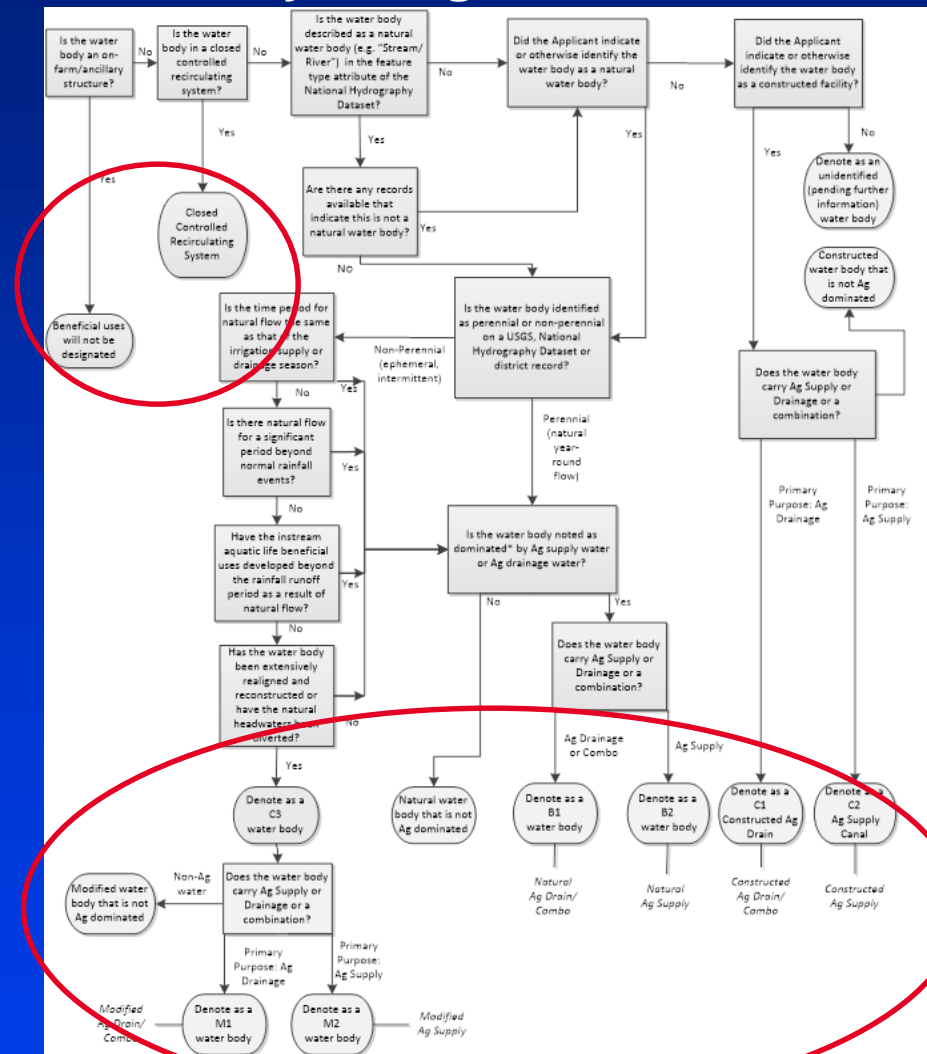 Is the water
body an on-
farm/ancillary
structure?
No
Is the water
body in a closed
controlled
recirculating
system?
No
Is the water body
described as a natural
water body (e.g. "Stream/
River") in the feature
type attribute of the
National Hydrography
Dataset?
No
Did the Applicant indicate
or otherwise identify the
water body as a natural
water body?
No
Did the Applicant
indicate or otherwise
identify the water body
as a constructed facility?
Yes
Yes
Yes
Yes
Yes
No
Closed
Controlled
Recirculating
System
Are there any records
available that
indicate this is not a
natural water body?
Yes
No
Denote as an
unidentified
(pending further
information)
water body
Constructed
water body that
is not Ag
dominated
Beneficial uses
will not be
designated
Is the time period for
natural flow the same
as that of the
irrigation supply or
drainage season?
Non-Perennial
(ephemeral,
intermittent)
Is the water body identified
as perennial or non-perennial
on a USGS, National
Hydrography Dataset or
district record?
Does the water body
carry Ag Supply or
Drainage or a
combination?
Yes
No
Is there natural flow
for a significant
period beyond
normal rainfall
events?
Yes
No
Perennial
(natural
year-
round
flow)
Primary
Purpose: Ag
Drainage
Primary
Purpose:
Ag Supply
Have the instream
aquatic life beneficial
uses developed beyond
the rainfall runoff
period as a result of
natural flow?
Yes
No
Is the water body noted as
dominated* by Ag supply water
or Ag drainage water?
No
Yes
Has the water body
been extensively
realigned and
reconstructed or
have the natural
headwaters been
diverted?
No
Yes
Does the water body
carry Ag Supply or
Drainage or a
combination?
Ag Drainage
or Combo
Ag Supply
Denote as a
C3
water body
Natural water
body that is not
Ag dominated
Denote as a
B1
water body
Denote as a
B2
water body
Denote as a
C1
Constructed Ag
Drain
Denote as a
C2
Ag Supply
Canal
Natural
Ag Drain/
Combo
Natural
Ag Supply
Constructed
Ag Drain/
Combo
Constructed
Ag Supply
Modified water
body that is not
Ag dominated
Non-Ag
water
Does the water body
carry Ag Supply or
Drainage or a
combination?
Primary
Purpose: Ag
Drainage
Primary
Purpose:
Ag Supply
Modified
Ag Drain/
Combo
Denote as a
M1
water body
Denote as a
M2
water body
Modified
Ag Supply